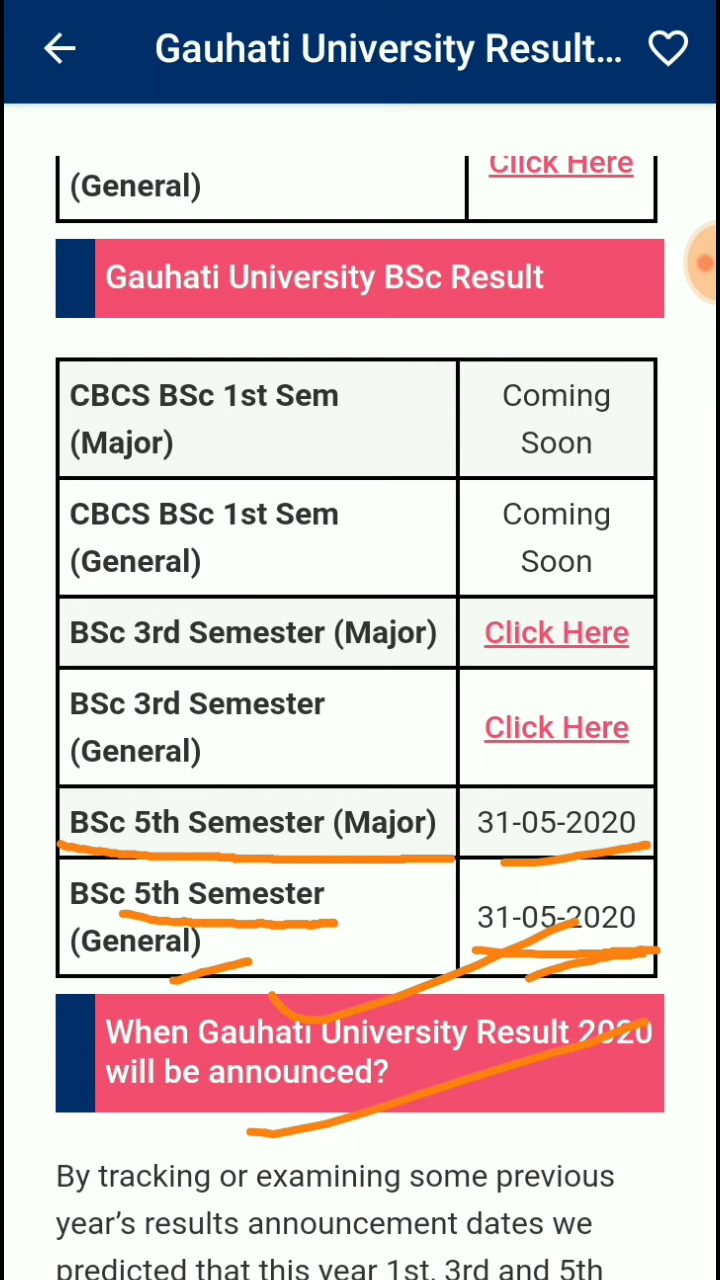 Gauhati University Result...
(General)
Click Here
Gauhati University BSc Result
CBCS BSc 1st Sem
(Major)
Coming
Soon
CBCS BSc 1st Sem
(General)
Coming
Soon
BSc 3rd Semester (Major)
Click Here
BSc 3rd Semester
(General)
Click Here
BSc 5th Semester (Major)
31-05-2020
BSc 5th Semester
(General)
31-05-2020
When Gauhati University Result 2020
will be announced?
By tracking or examining some previous
year's results announcement dates we
predicted that this year 1st, 3rd and 5th